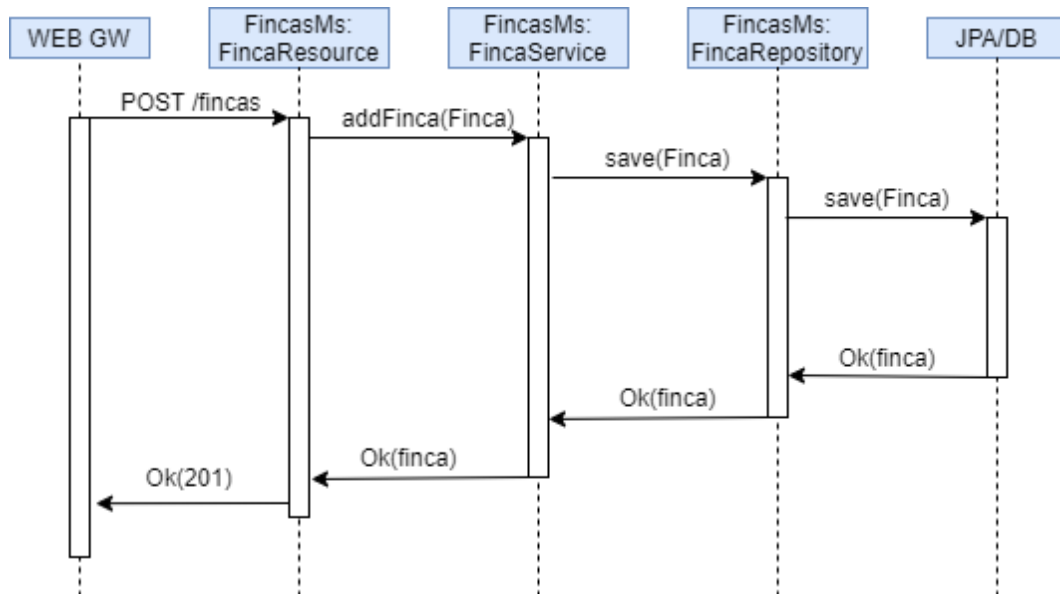 WEB GW
FincasMs:
FincaResource
FincasMs:
FincaService
FincasMs:
FincaRepository
JPA/DB
POST /fincas
addFinca(Finca)
save(Finca)
save(Finca)
Ok(finca)
Ok(finca)
Ok(finca)
Ok(201)